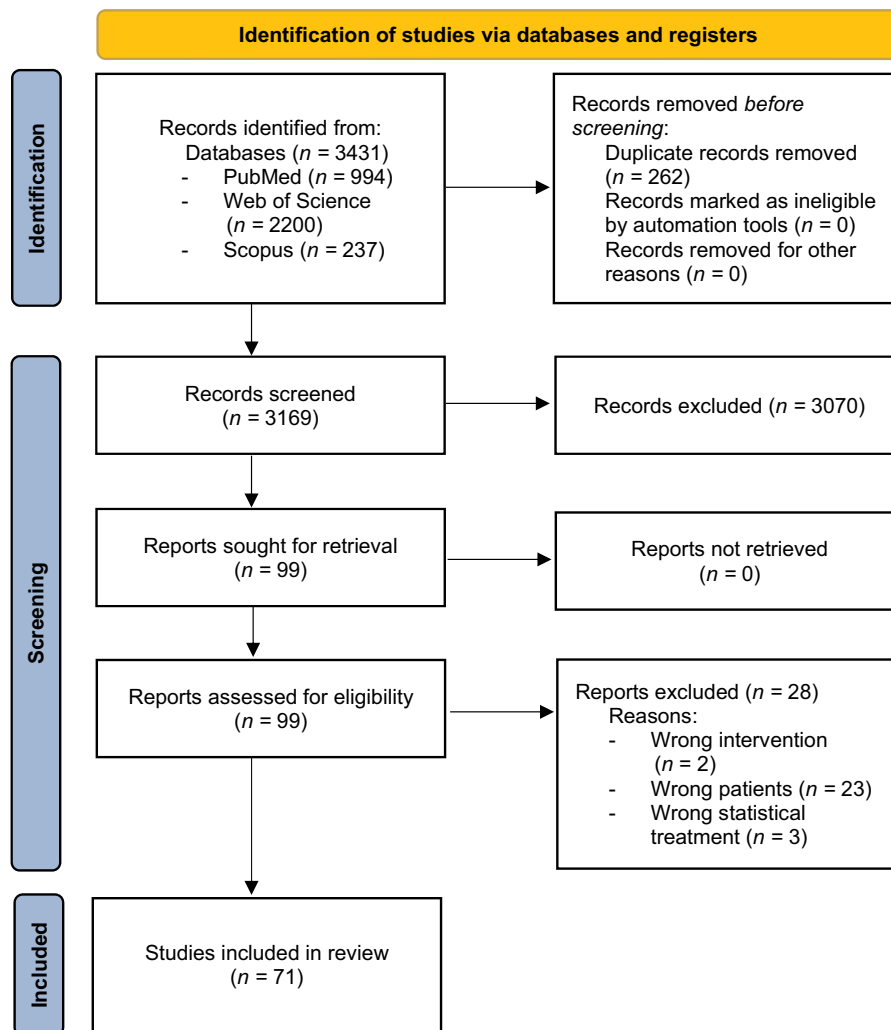 Identification of studies via databases and registers
Identification
Records identified from:
Databases (n = 3431)
- PubMed (n = 994)
- Web of Science
(n = 2200)
- Scopus (n = 237)
Records removed before
screening:
Duplicate records removed
(n = 262)
Records marked as ineligible
by automation tools (n = 0)
Records removed for other
reasons (n = 0)
Screening
Records screened
(n = 3169)
Records excluded (n = 3070)
Reports sought for retrieval
(n = 99)
Reports not retrieved
(n = 0)
Reports assessed for eligibility
(n = 99)
Reports excluded (n = 28)
Reasons:
- Wrong intervention
(n = 2)
- Wrong patients (n = 23)
- Wrong statistical
treatment (n = 3)
Included
Studies included in review
(n = 71)